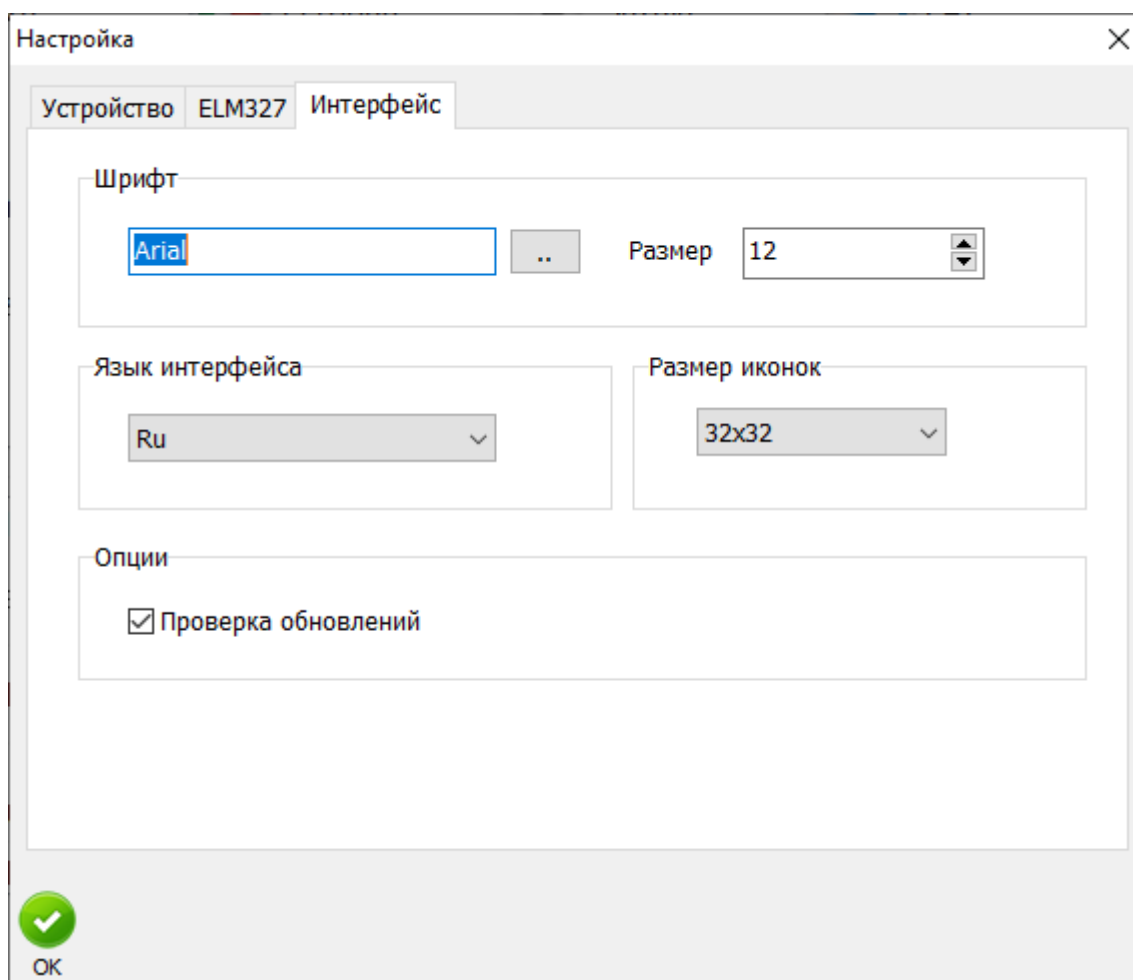 Настройка
Устройство ELM327 Интерфейс
Шрифт
Arial .. Размер 12
Язык интерфейса Размер иконок
Ru 32x32
Опции
Проверка обновлений
OK